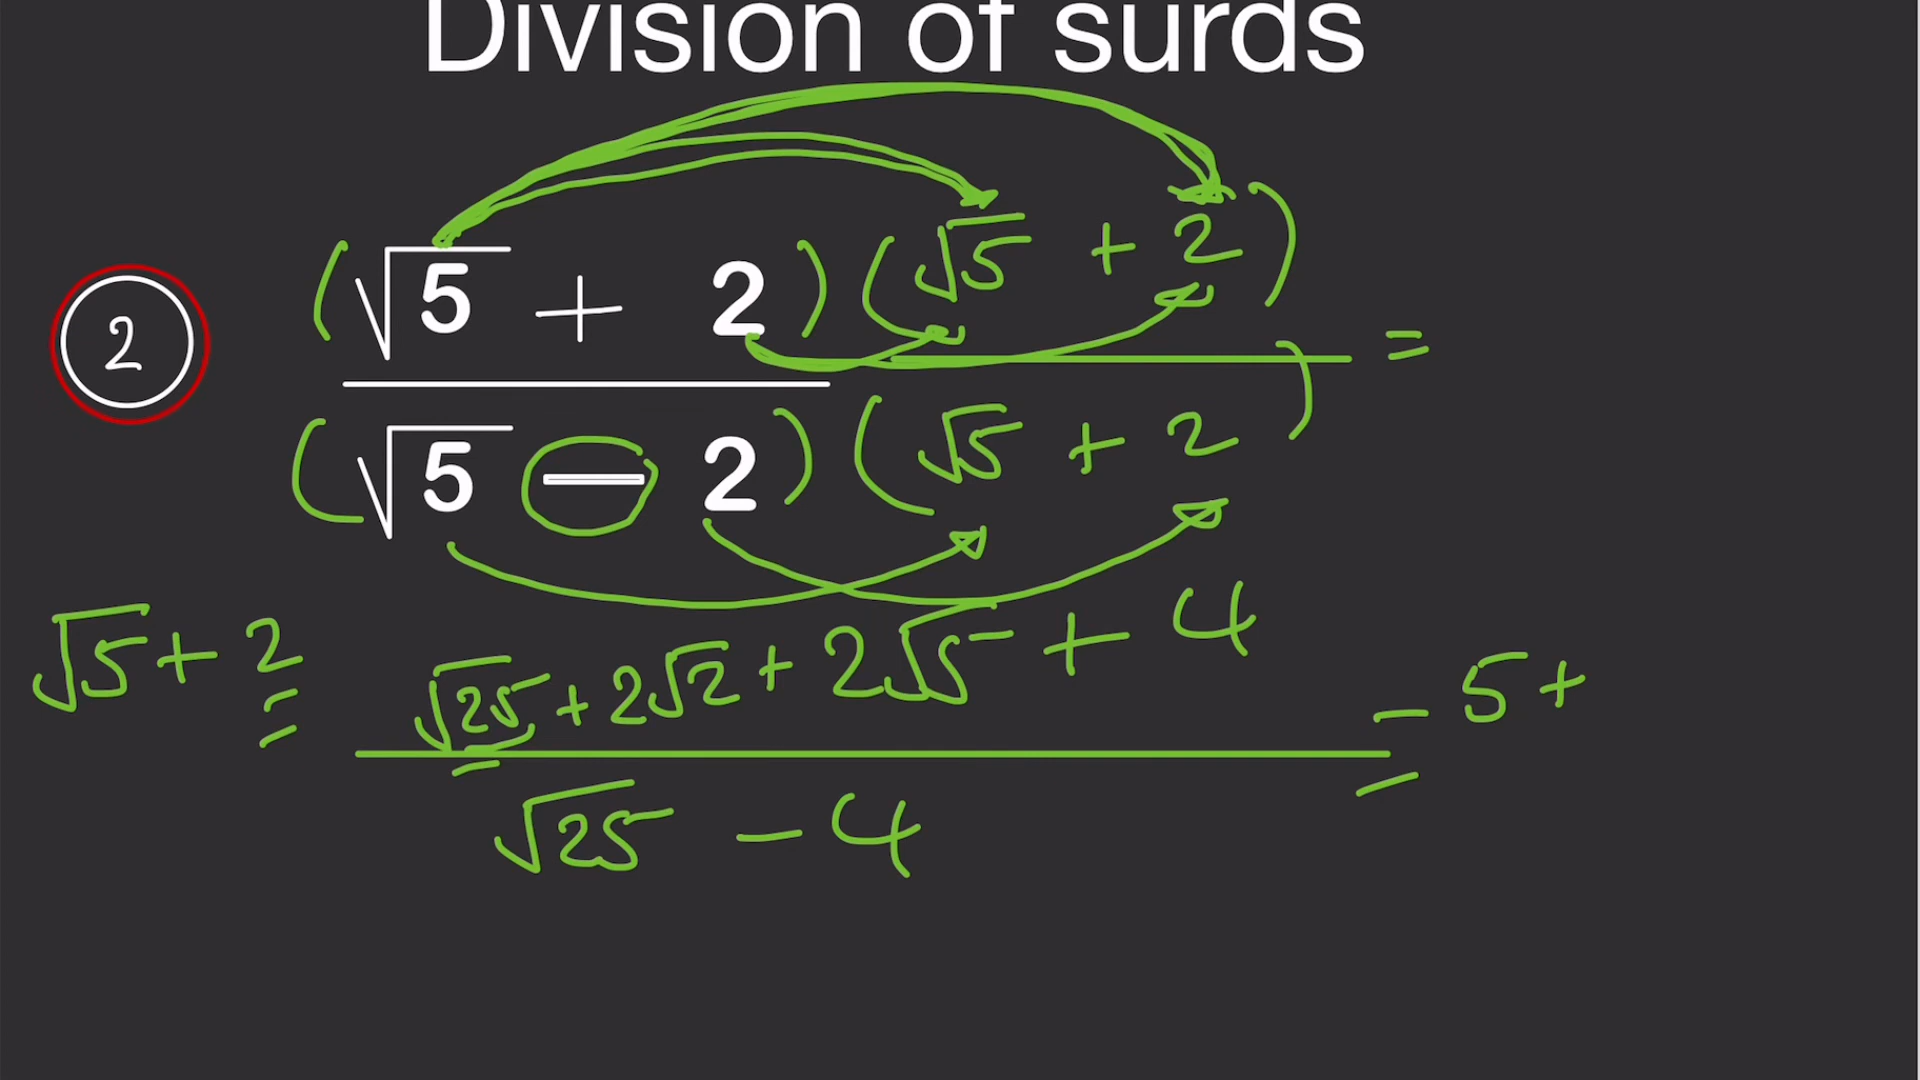 Division of surds
2
(√5 + 2)(√5 + 2) =
(√5 − 2)(√5 + 2)
√5 + 2 =
√25 + 2√2 + 2√5 + 4 = 5 +
√25 − 4